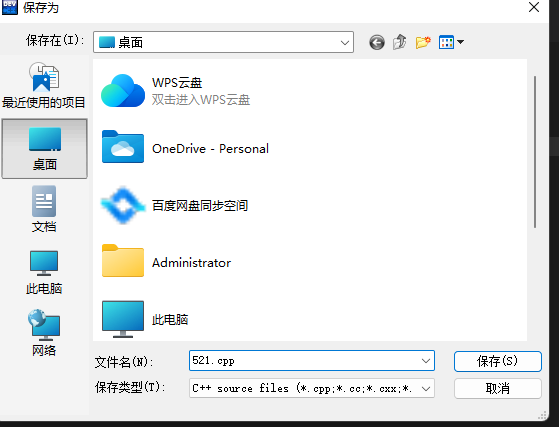 DEV
保存为
保存在(I):
桌面
最近使用的项目
桌面
文档
此电脑
网络
WPS云盘
双击进入WPS云盘
OneDrive - Personal
百度网盘同步空间
Administrator
此电脑
文件名(N):
521.cpp
保存(S)
保存类型(T):
C++ source files (*.cpp;*.cc;*.cxx;*.
取消